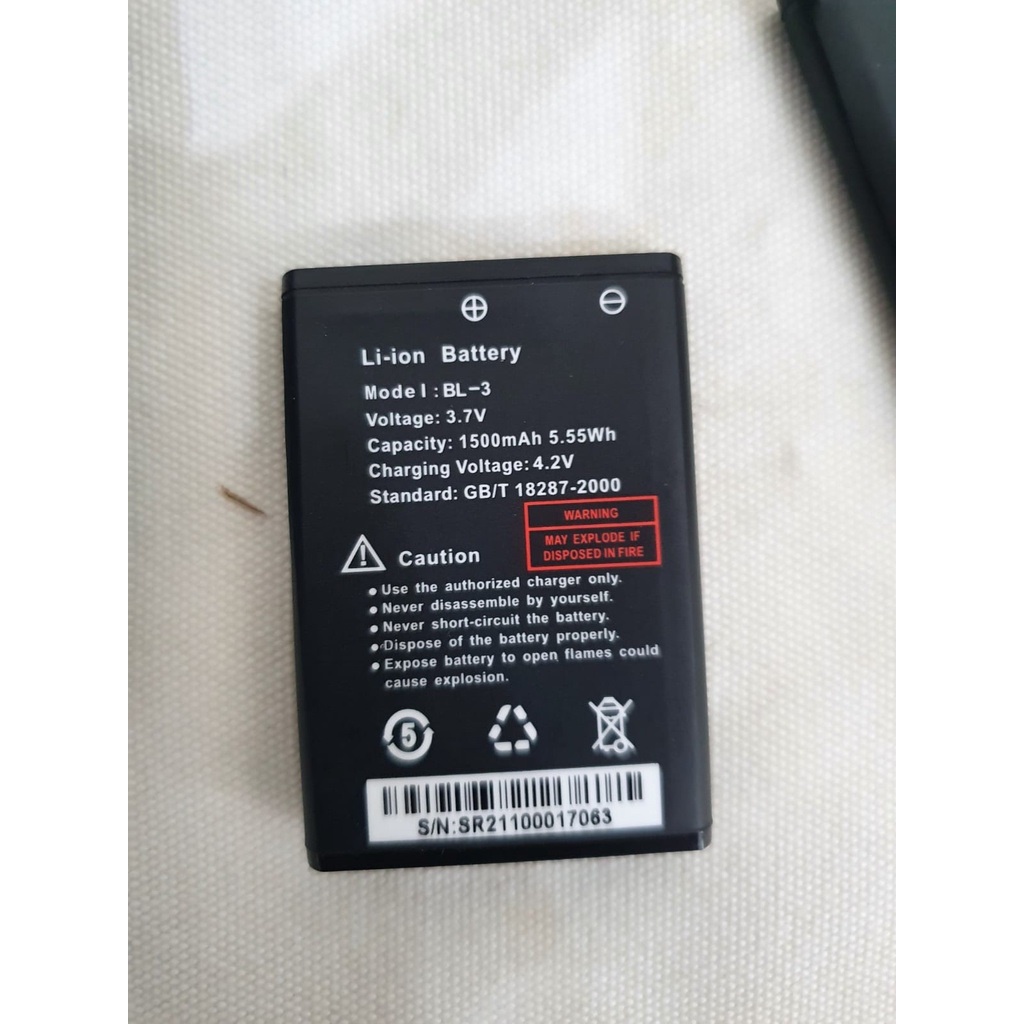 Li-ion Battery
Model:BL-3
Voltage: 3.7V
Capacity: 1500mAh 5.55Wh
Charging Voltage:4.2V
Standard: GB/T 18287-2000
WARNING
MAY EXPLODE IF
DISPOSED IN FIRE
Caution
Use the authorized charger only.
Never disassemble by yourself.
Never short-circuit the battery.
Dispose of the battery properly.
Expose battery to open flames could
cause explosion.
5
S/N:SR21100017063